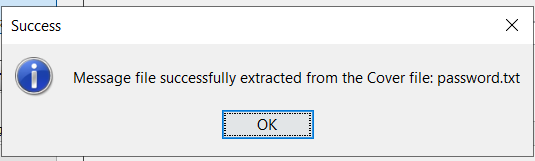 Success
Message file successfully extracted from the Cover file: password.txt
OK